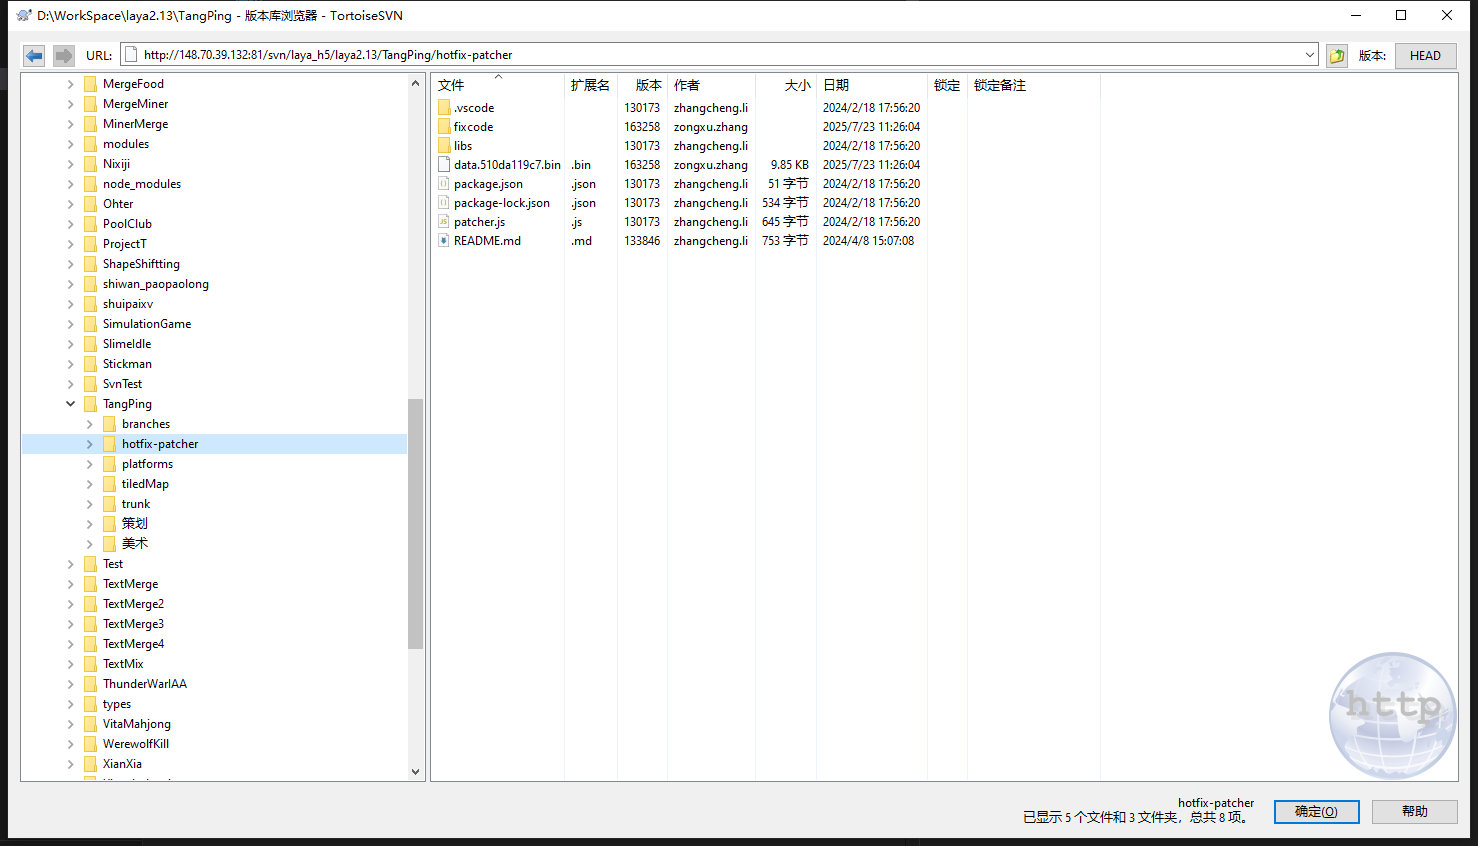 D:\WorkSpace\laya2.13\TangPing - 版本库浏览器 - TortoiseSVN
URL: http://148.70.39.132:81/svn/laya_h5/laya2.13/TangPing/hotfix-patcher 版本: HEAD
MergeFood
MergeMiner
MinerMerge
modules
Nixiji
node_modules
Ohter
PoolClub
ProjectT
ShapeShiftting
shiwan_paopaolong
shuipaixv
SimulationGame
SlimeIdle
Stickman
SvnTest
TangPing
branches
hotfix-patcher
platforms
tiledMap
trunk
策划
美术
Test
TextMerge
TextMerge2
TextMerge3
TextMerge4
TextMix
ThunderWarIAA
types
VitaMahjong
WerewolfKill
XianXia
文件 扩展名 版本 作者 大小 日期 锁定 锁定备注
.vscode 130173 zhangcheng.li 2024/2/18 17:56:20
fixcode 163258 zongxu.zhang 2025/7/23 11:26:04
libs 130173 zhangcheng.li 2024/2/18 17:56:20
data.510da119c7.bin .bin 163258 zongxu.zhang 9.85 KB 2025/7/23 11:26:04
package.json .json 130173 zhangcheng.li 51 字节 2024/2/18 17:56:20
package-lock.json .json 130173 zhangcheng.li 534 字节 2024/2/18 17:56:20
patcher.js .js 130173 zhangcheng.li 645 字节 2024/2/18 17:56:20
README.md .md 133846 zhangcheng.li 753 字节 2024/4/8 15:07:08
http
hotfix-patcher
已显示 5 个文件和 3 文件夹，总共 8 项。
确定(O) 帮助